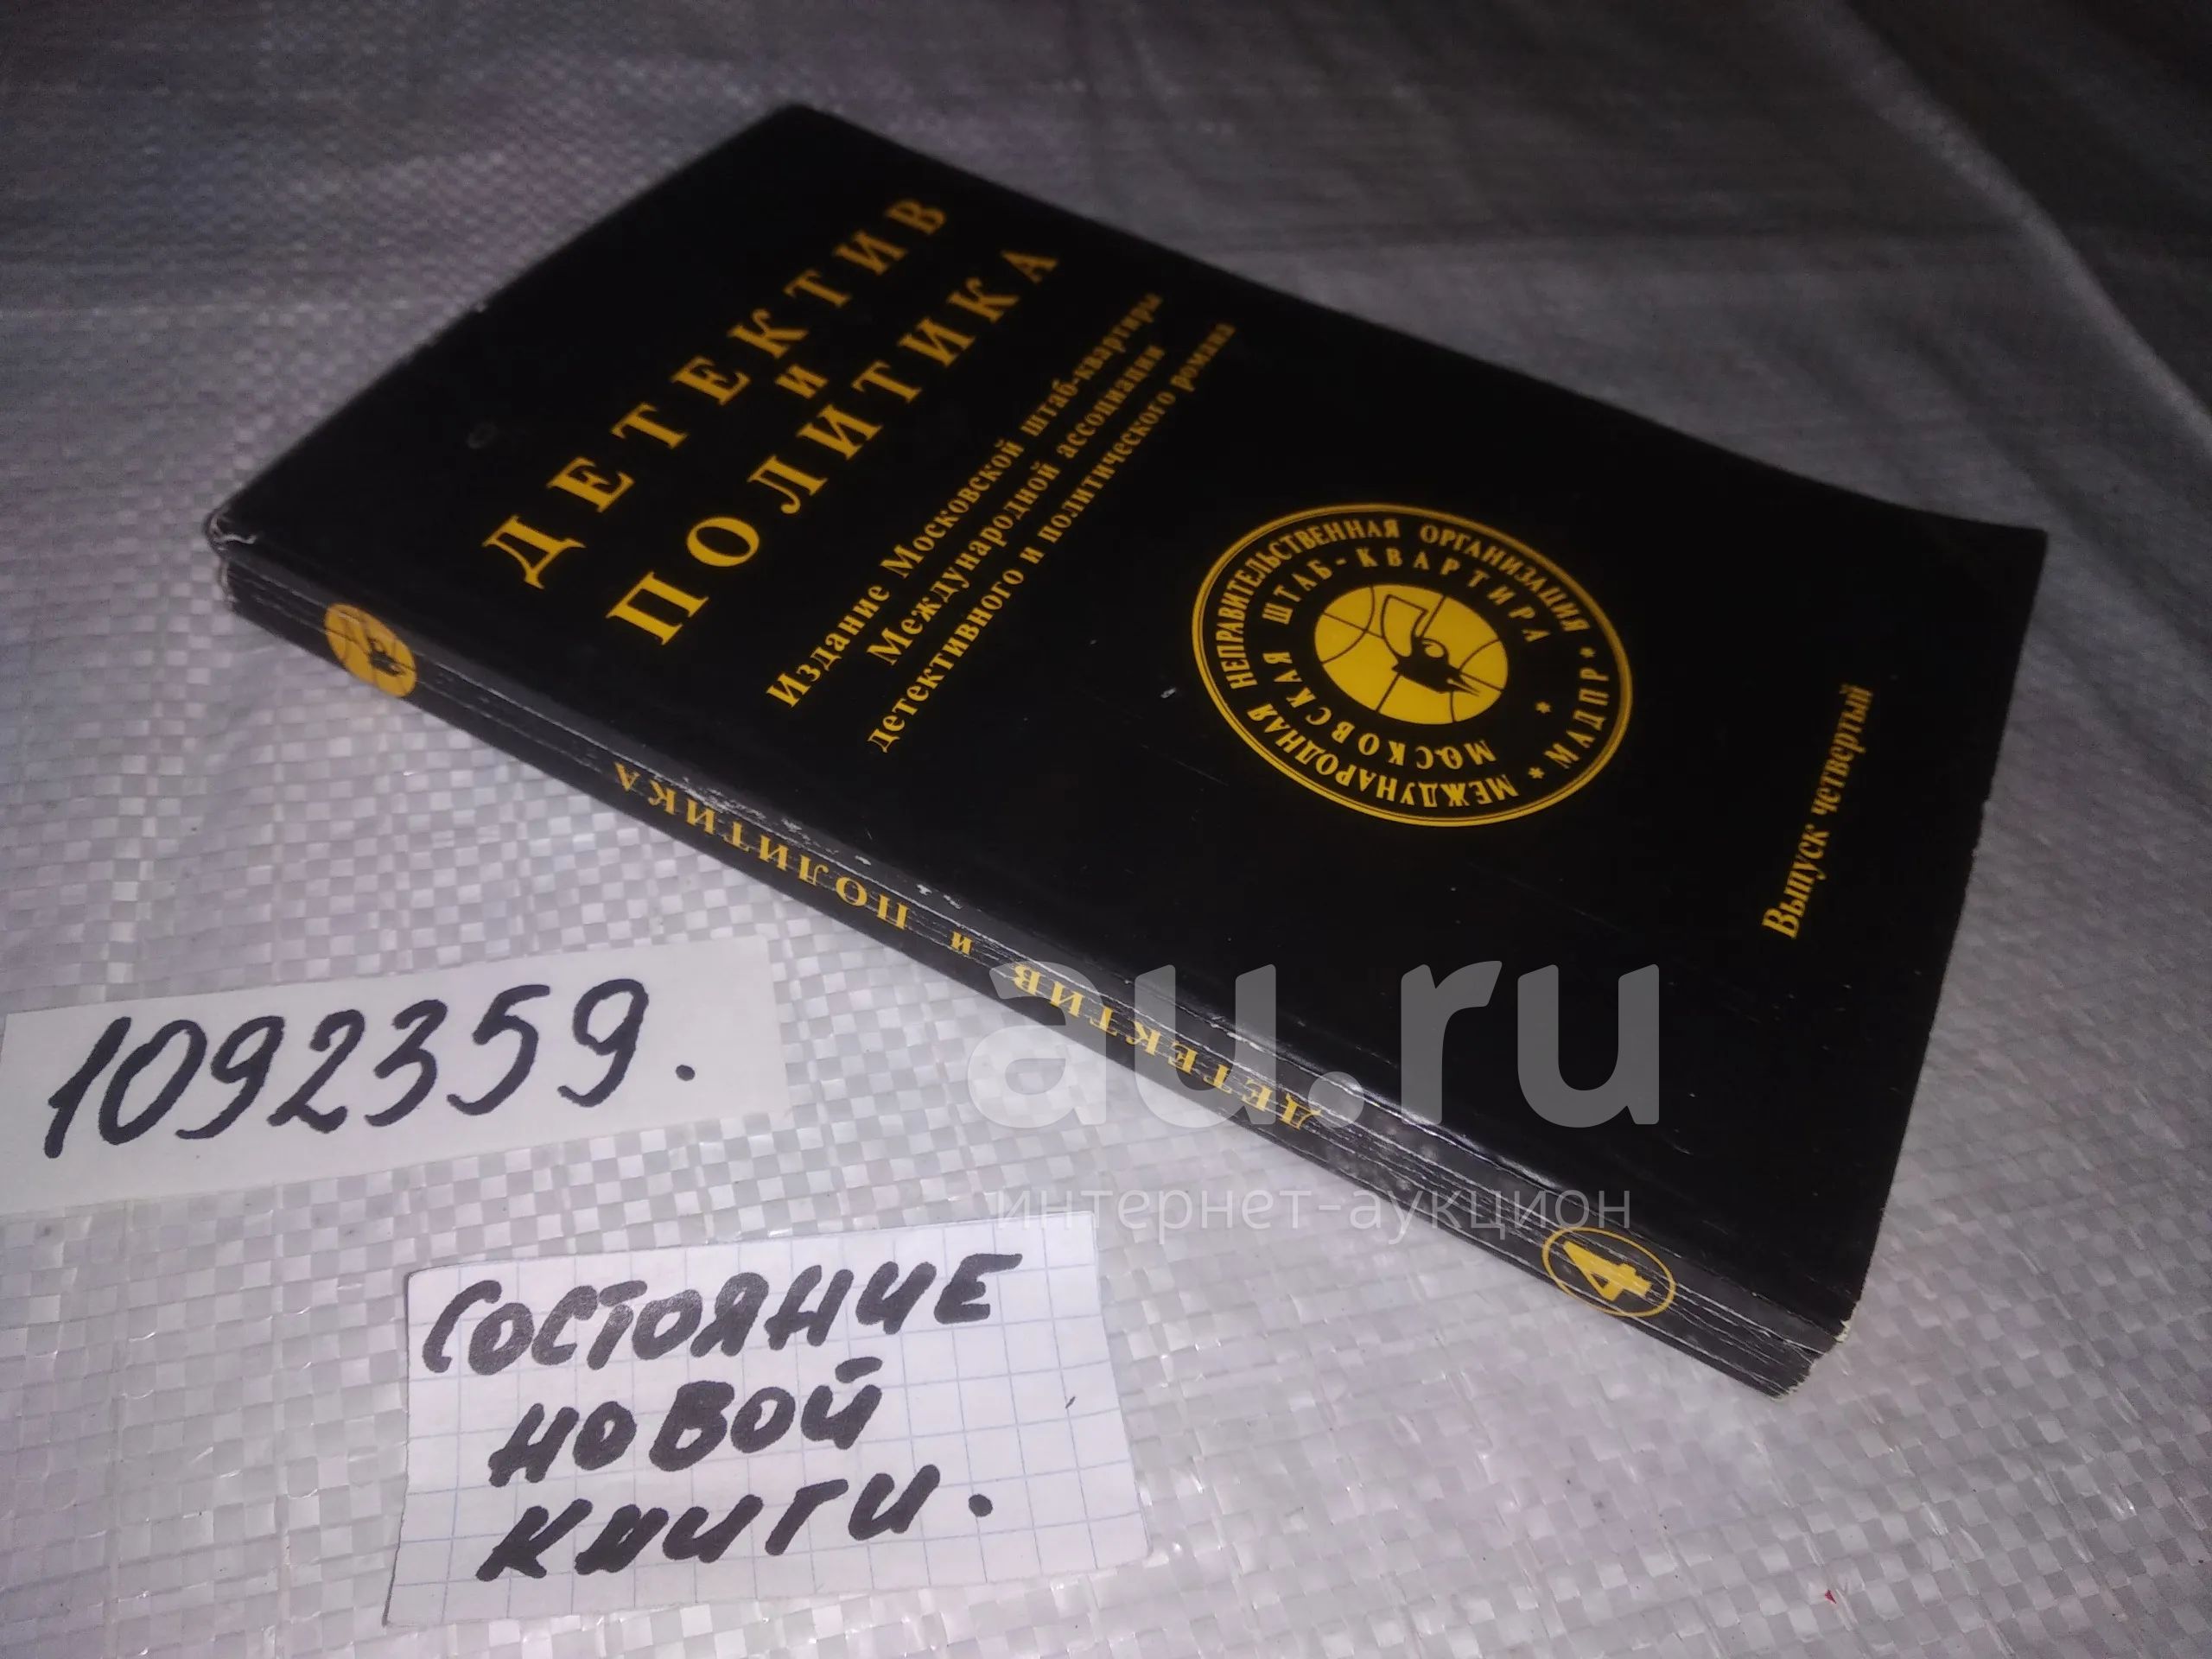 ДЕТЕКТИВ
И
ПОЛИТИКА
Издание Московской штаб-квартиры
Международной ассоциации
детективного и политического романа
МЕЖДУНАРОДНАЯ НЕПРАВИТЕЛЬСТВЕННАЯ ОРГАНИЗАЦИЯ * МАДПР *
МОСКОВСКАЯ ШТАБ-КВАРТИРА *
Выпуск четвертый
ДЕТЕКТИВ и ПОЛИТИКА
4
1092359.
СОСТОЯНИЕ
НОВОЙ
КНИГИ.
au.ru
интернет-аукцион